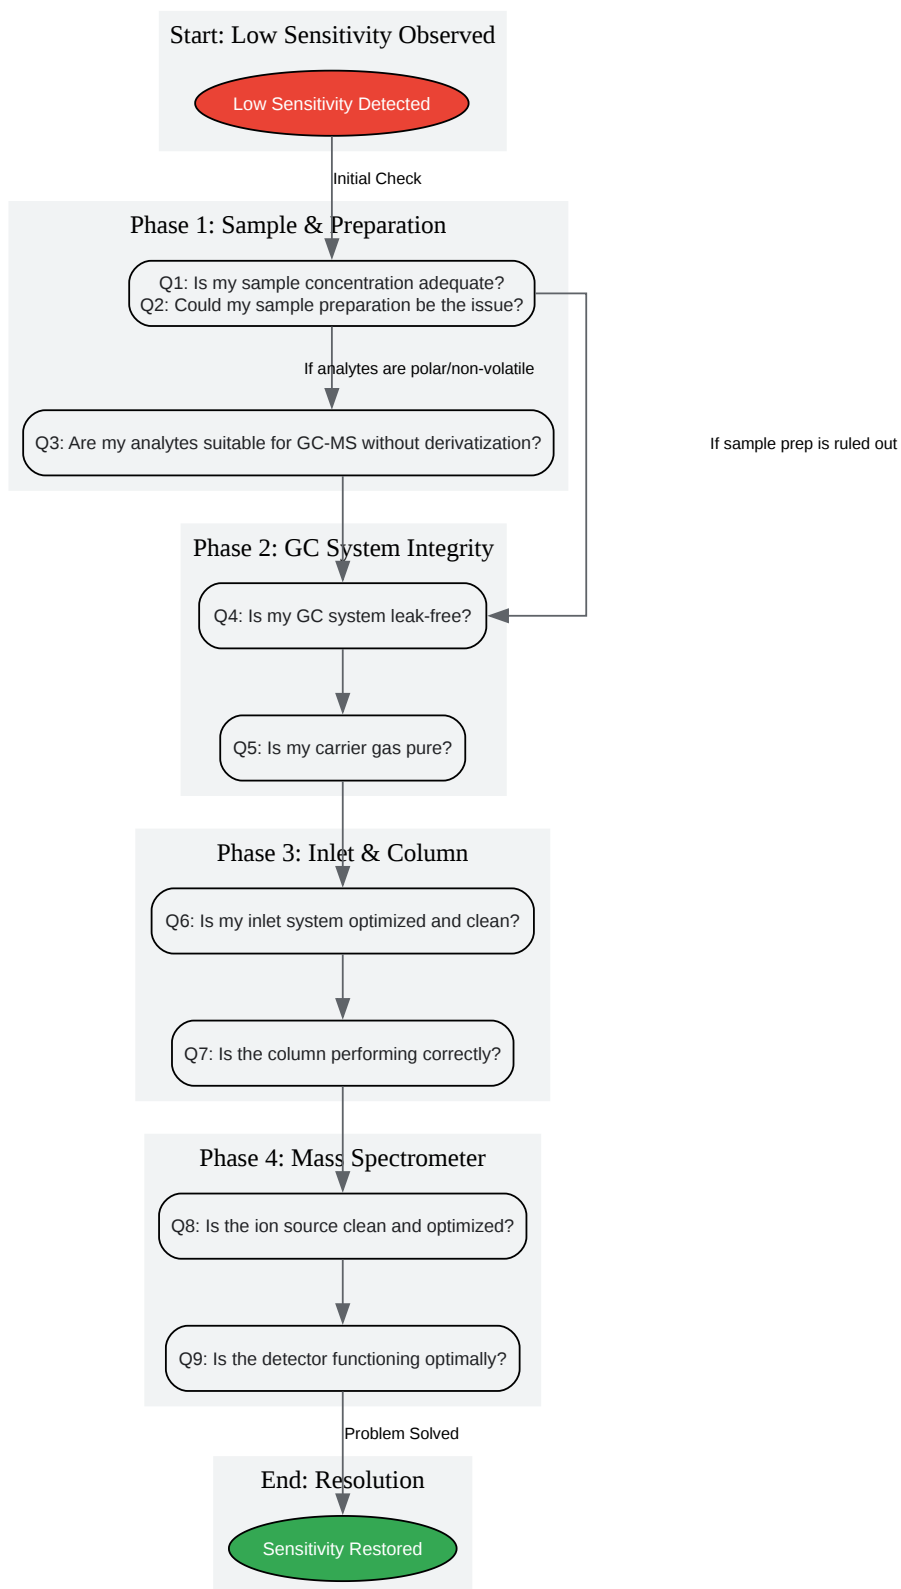 Start: Low Sensitivity Observed
Low Sensitivity Detected
Initial Check
Phase 1: Sample & Preparation
Q1: Is my sample concentration adequate?
Q2: Could my sample preparation be the issue?
If analytes are polar/non-volatile
Q3: Are my analytes suitable for GC-MS without derivatization?
If sample prep is ruled out
Phase 2: GC System Integrity
Q4: Is my GC system leak-free?
Q5: Is my carrier gas pure?
Phase 3: Inlet & Column
Q6: Is my inlet system optimized and clean?
Q7: Is the column performing correctly?
Phase 4: Mass Spectrometer
Q8: Is the ion source clean and optimized?
Q9: Is the detector functioning optimally?
Problem Solved
End: Resolution
Sensitivity Restored